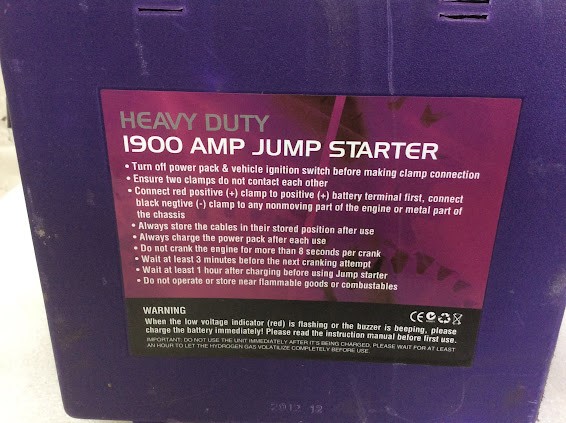 HEAVY DUTY
1900 AMP JUMP STARTER
• Turn off power pack & vehicle ignition switch before making clamp connection
• Ensure two clamps do not contact each other
• Connect red positive (+) clamp to positive (+) battery terminal first, connect
black negtive (-) clamp to any nonmoving part of the engine or metal part of
the chassis
• Always store the cables in their stored position after use
• Always charge the power pack after each use
• Do not crank the engine for more than 8 seconds per crank
• Wait at least 3 minutes before the next cranking attempt
• Wait at least 1 hour after charging before using Jump starter
• Do not operate or store near flammable goods or combustables
WARNING
When the low voltage indicator (red) is flashing or the buzzer is beeping, please
charge the battery immediately! Please read the instruction manual before first use.
IMPORTANT: DO NOT USE THE UNIT IMMEDIATELY AFTER IT'S BEING CHARGED, PLEASE WAIT FOR AT LEAST
AN HOUR TO LET THE HYDROGEN GAS VOLATILIZE COMPLETELY BEFORE USE.
CE
2012 12